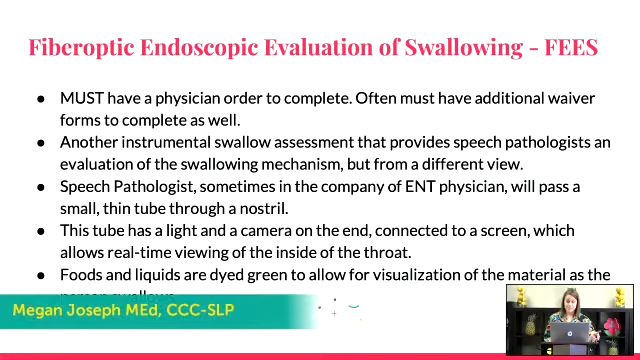 Fiberoptic Endoscopic Evaluation of Swallowing - FEES
● MUST have a physician order to complete. Often must have additional waiver
forms to complete as well.
● Another instrumental swallow assessment that provides speech pathologists an
evaluation of the swallowing mechanism, but from a different view.
● Speech Pathologist, sometimes in the company of ENT physician, will pass a
small, thin tube through a nostril.
● This tube has a light and a camera on the end, connected to a screen, which
allows real-time viewing of the inside of the throat.
● Foods and liquids are dyed green to allow for visualization of the material as the
person swallows.
Megan Joseph MEd, CCC-SLP